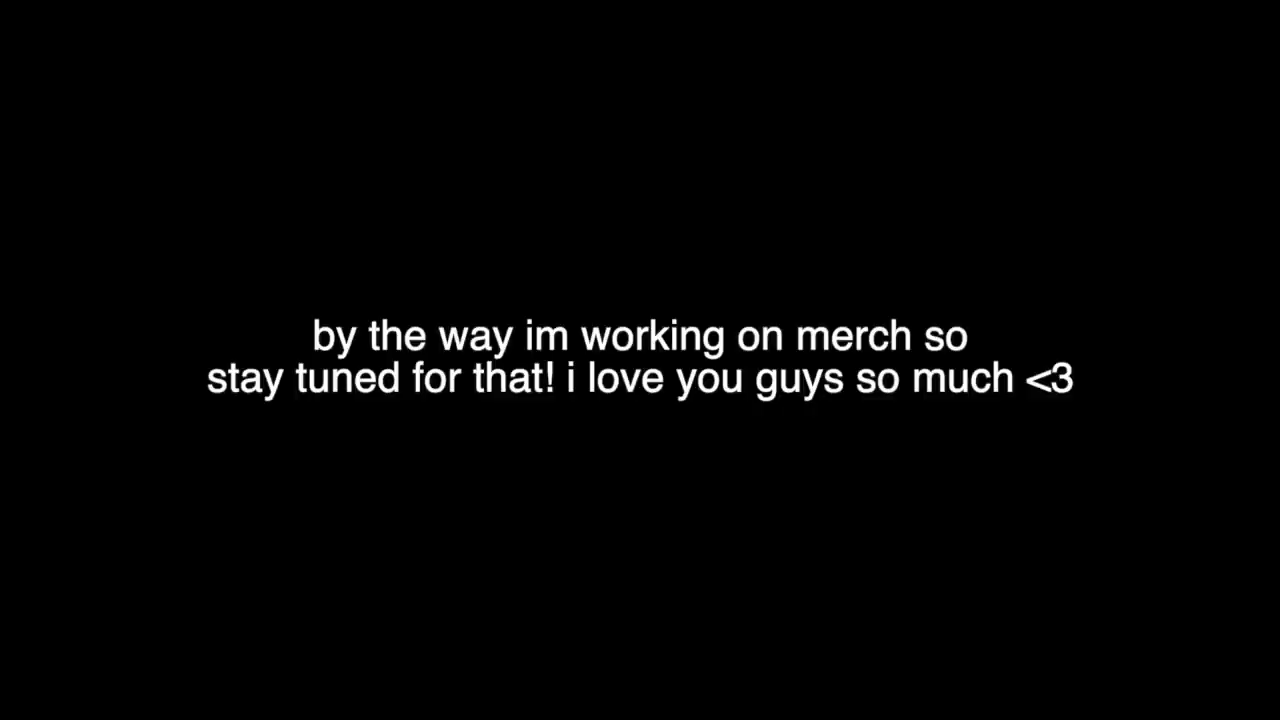 by the way im working on merch so
stay tuned for that! i love you guys so much <3